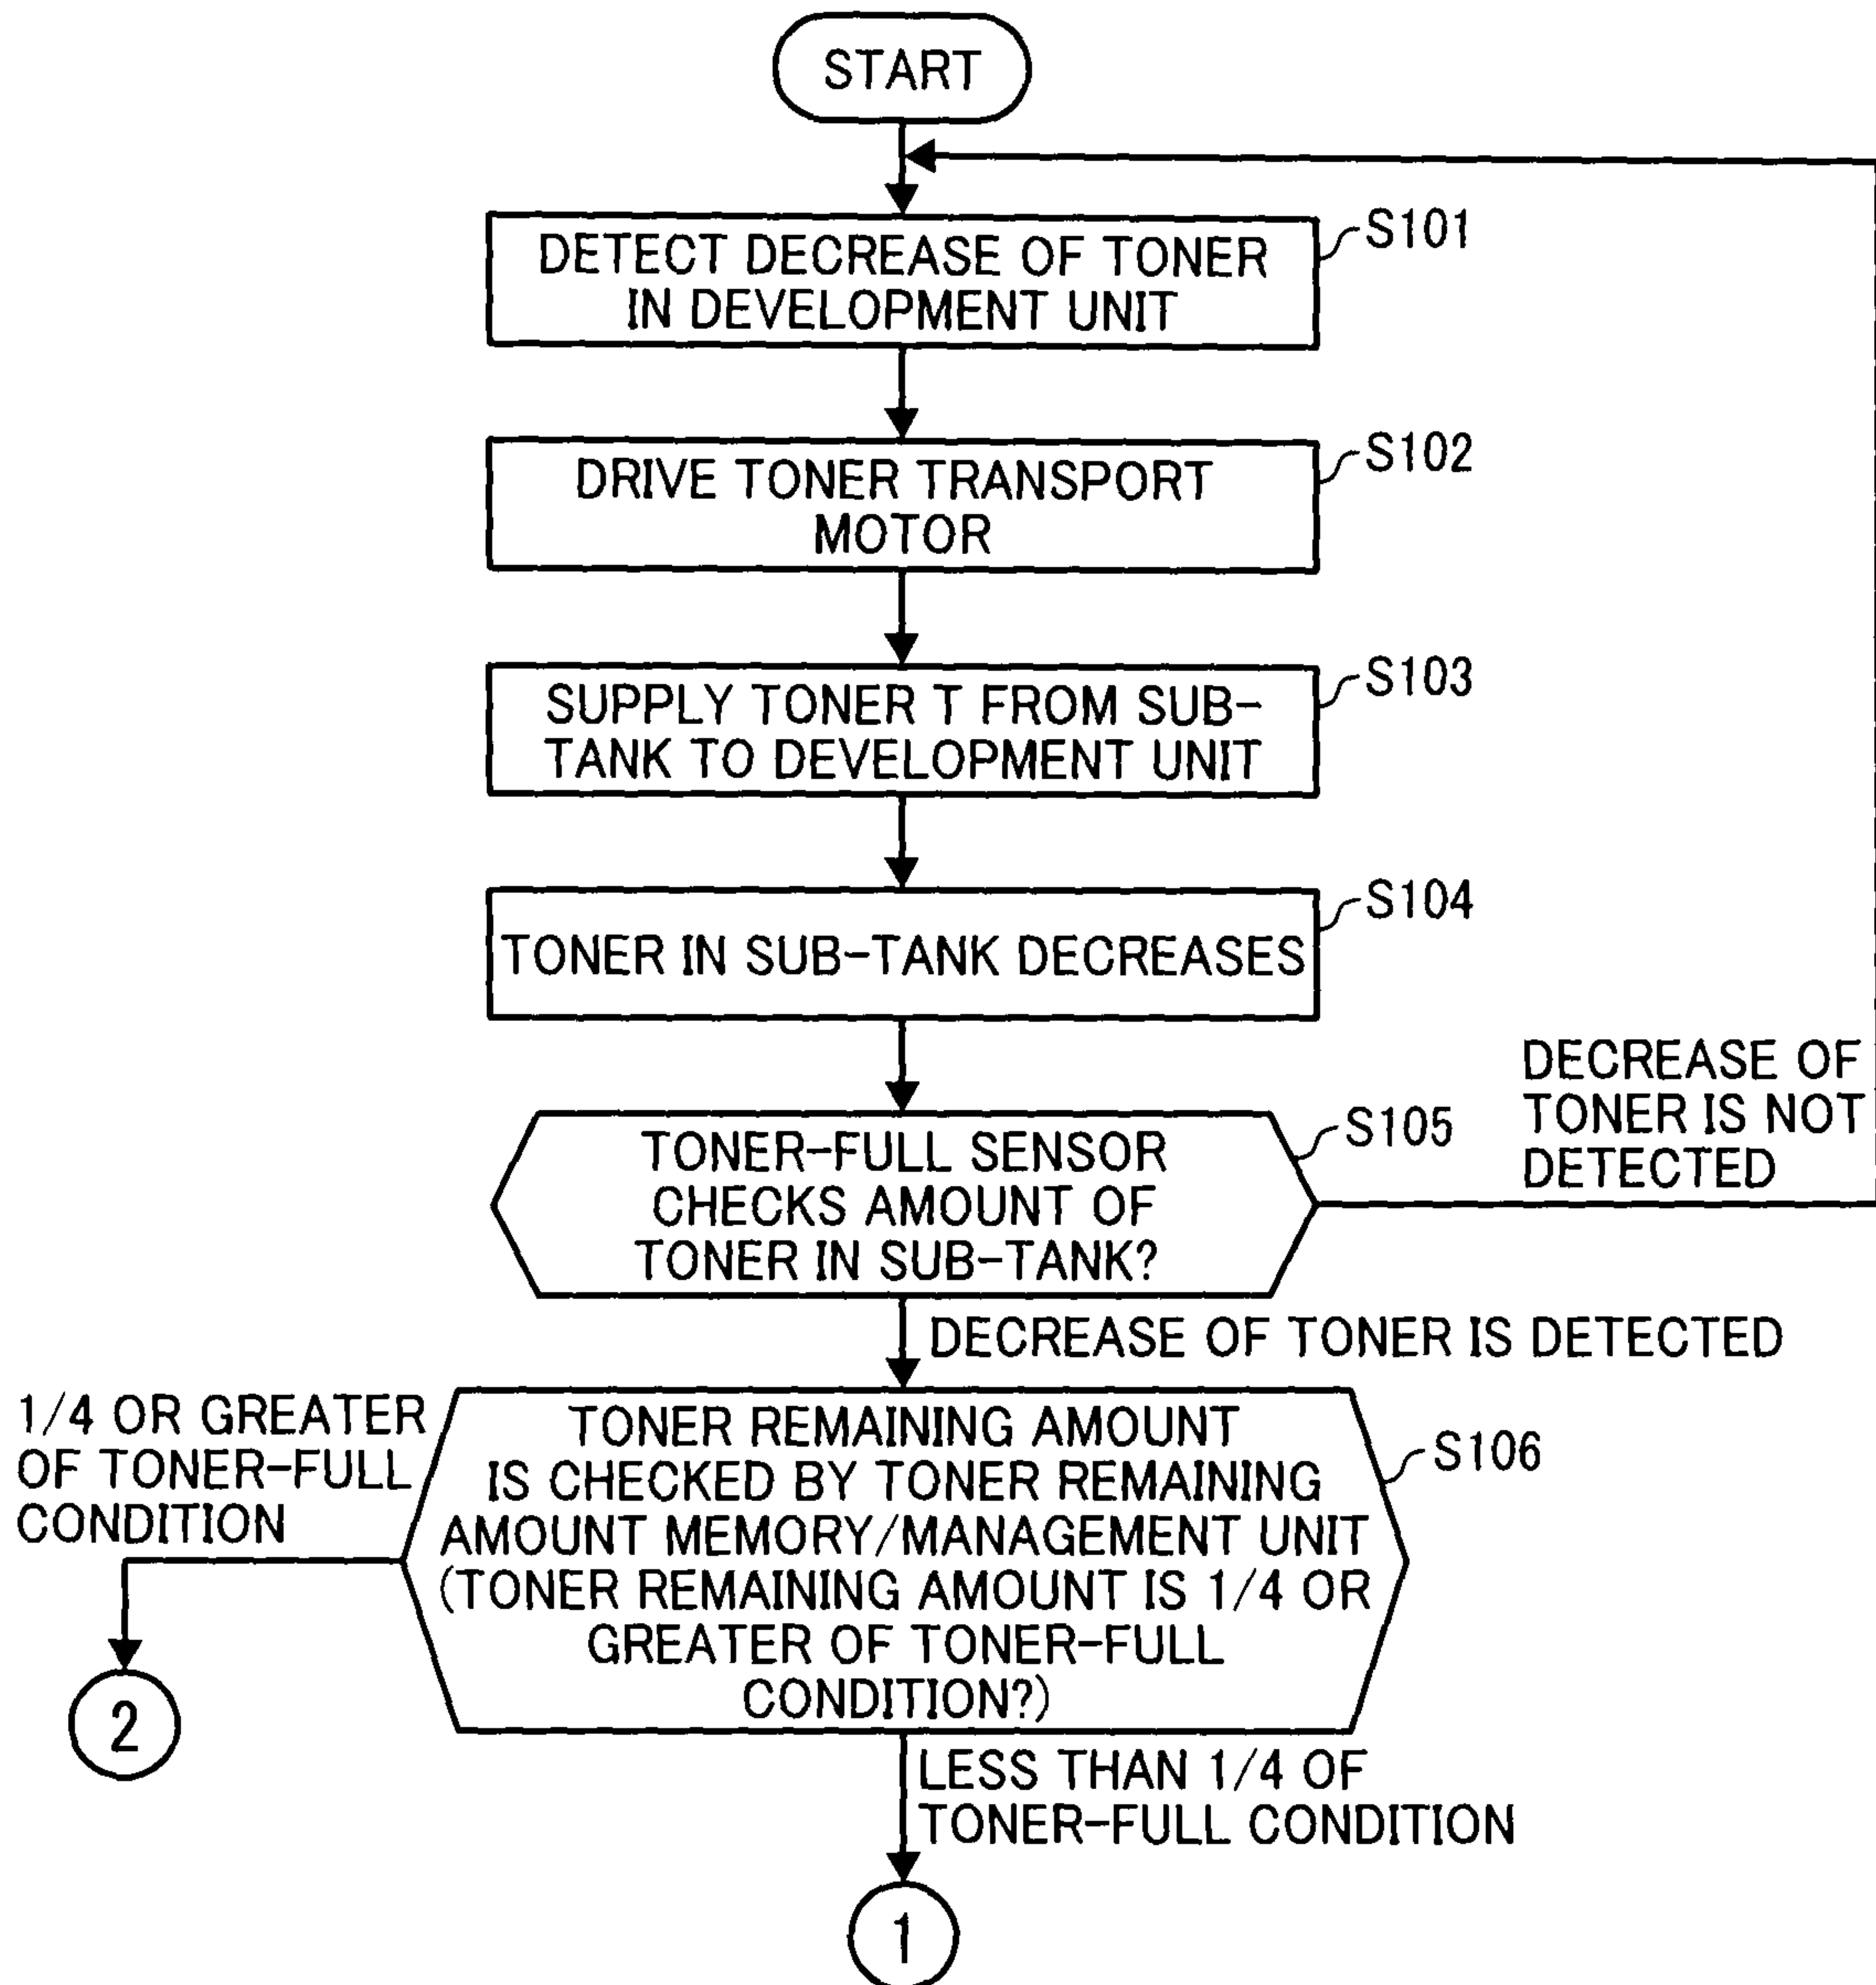 START
S101
DETECT DECREASE OF TONER
IN DEVELOPMENT UNIT
S102
DRIVE TONER TRANSPORT
MOTOR
S103
SUPPLY TONER T FROM SUB-
TANK TO DEVELOPMENT UNIT
S104
TONER IN SUB-TANK DECREASES
S105
TONER-FULL SENSOR
CHECKS AMOUNT OF
TONER IN SUB-TANK?
DECREASE OF
TONER IS NOT
DETECTED
DECREASE OF TONER IS DETECTED
S106
TONER REMAINING AMOUNT
IS CHECKED BY TONER REMAINING
AMOUNT MEMORY/MANAGEMENT UNIT
(TONER REMAINING AMOUNT IS 1/4 OR
GREATER OF TONER-FULL
CONDITION?)
1/4 OR GREATER
OF TONER-FULL
CONDITION
2
LESS THAN 1/4 OF
TONER-FULL CONDITION
1